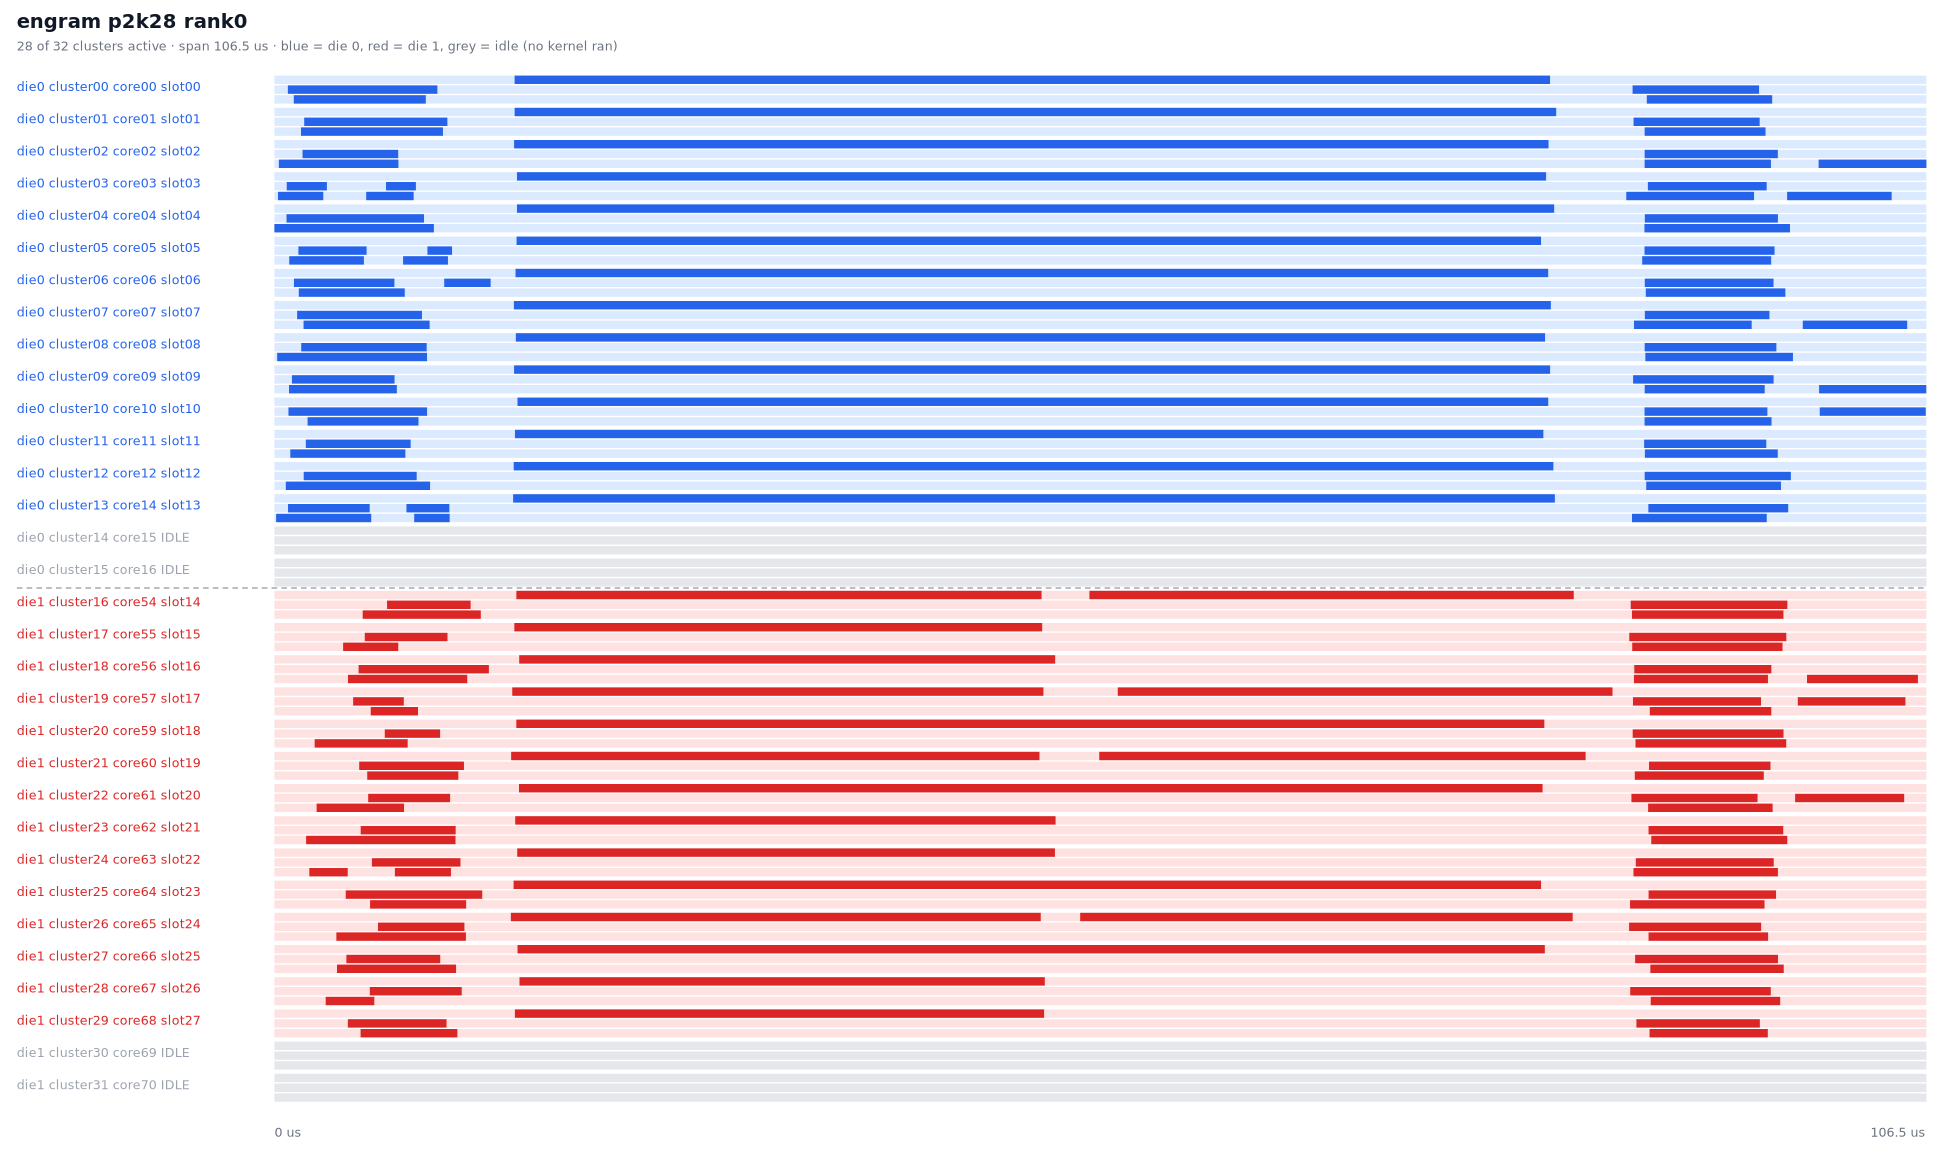 engram p2k28 rank0
28 of 32 clusters active · span 106.5 us · blue = die 0, red = die 1, grey = idle (no kernel ran)
die0 cluster00 core00 slot00
die0 cluster01 core01 slot01
die0 cluster02 core02 slot02
die0 cluster03 core03 slot03
die0 cluster04 core04 slot04
die0 cluster05 core05 slot05
die0 cluster06 core06 slot06
die0 cluster07 core07 slot07
die0 cluster08 core08 slot08
die0 cluster09 core09 slot09
die0 cluster10 core10 slot10
die0 cluster11 core11 slot11
die0 cluster12 core12 slot12
die0 cluster13 core14 slot13
die0 cluster14 core15 IDLE
die0 cluster15 core16 IDLE
die1 cluster16 core54 slot14
die1 cluster17 core55 slot15
die1 cluster18 core56 slot16
die1 cluster19 core57 slot17
die1 cluster20 core59 slot18
die1 cluster21 core60 slot19
die1 cluster22 core61 slot20
die1 cluster23 core62 slot21
die1 cluster24 core63 slot22
die1 cluster25 core64 slot23
die1 cluster26 core65 slot24
die1 cluster27 core66 slot25
die1 cluster28 core67 slot26
die1 cluster29 core68 slot27
die1 cluster30 core69 IDLE
die1 cluster31 core70 IDLE
0 us
106.5 us